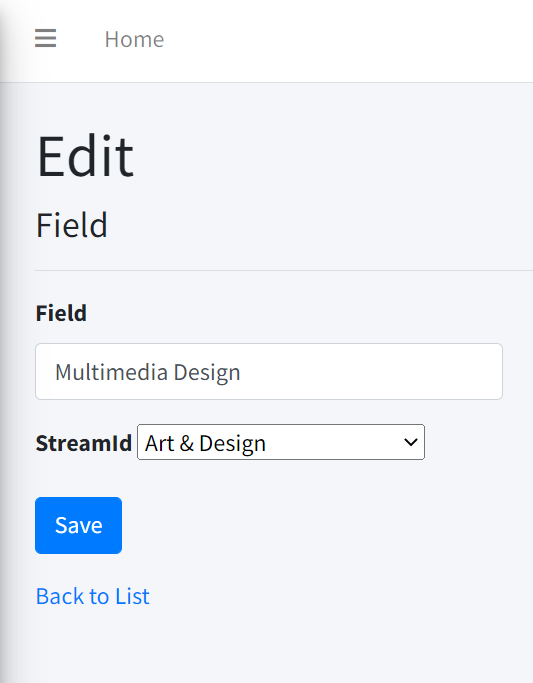 Home
Edit
Field
Field
Multimedia Design
StreamId Art & Design
Save
Back to List